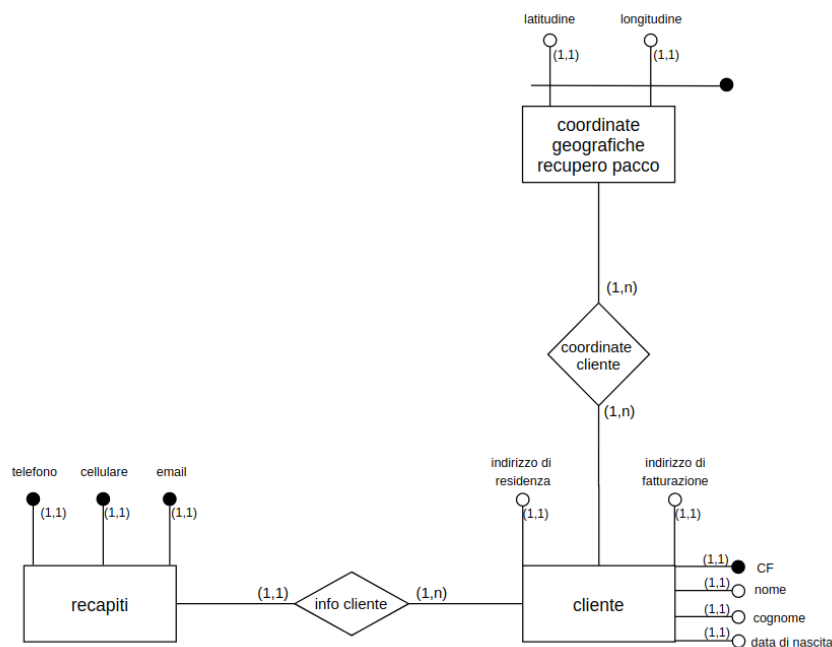 latitudine longitudine
(1,1) (1,1)
coordinate
geografiche
recupero pacco
(1,n)
coordinate
cliente
(1,n)
telefono cellulare email
(1,1) (1,1) (1,1)
indirizzo di
residenza
(1,1)
indirizzo di
fatturazione
(1,1)
recapiti
(1,1)
info cliente
(1,n)
cliente
(1,1) CF
(1,1) nome
(1,1) cognome
(1,1) data di nascita